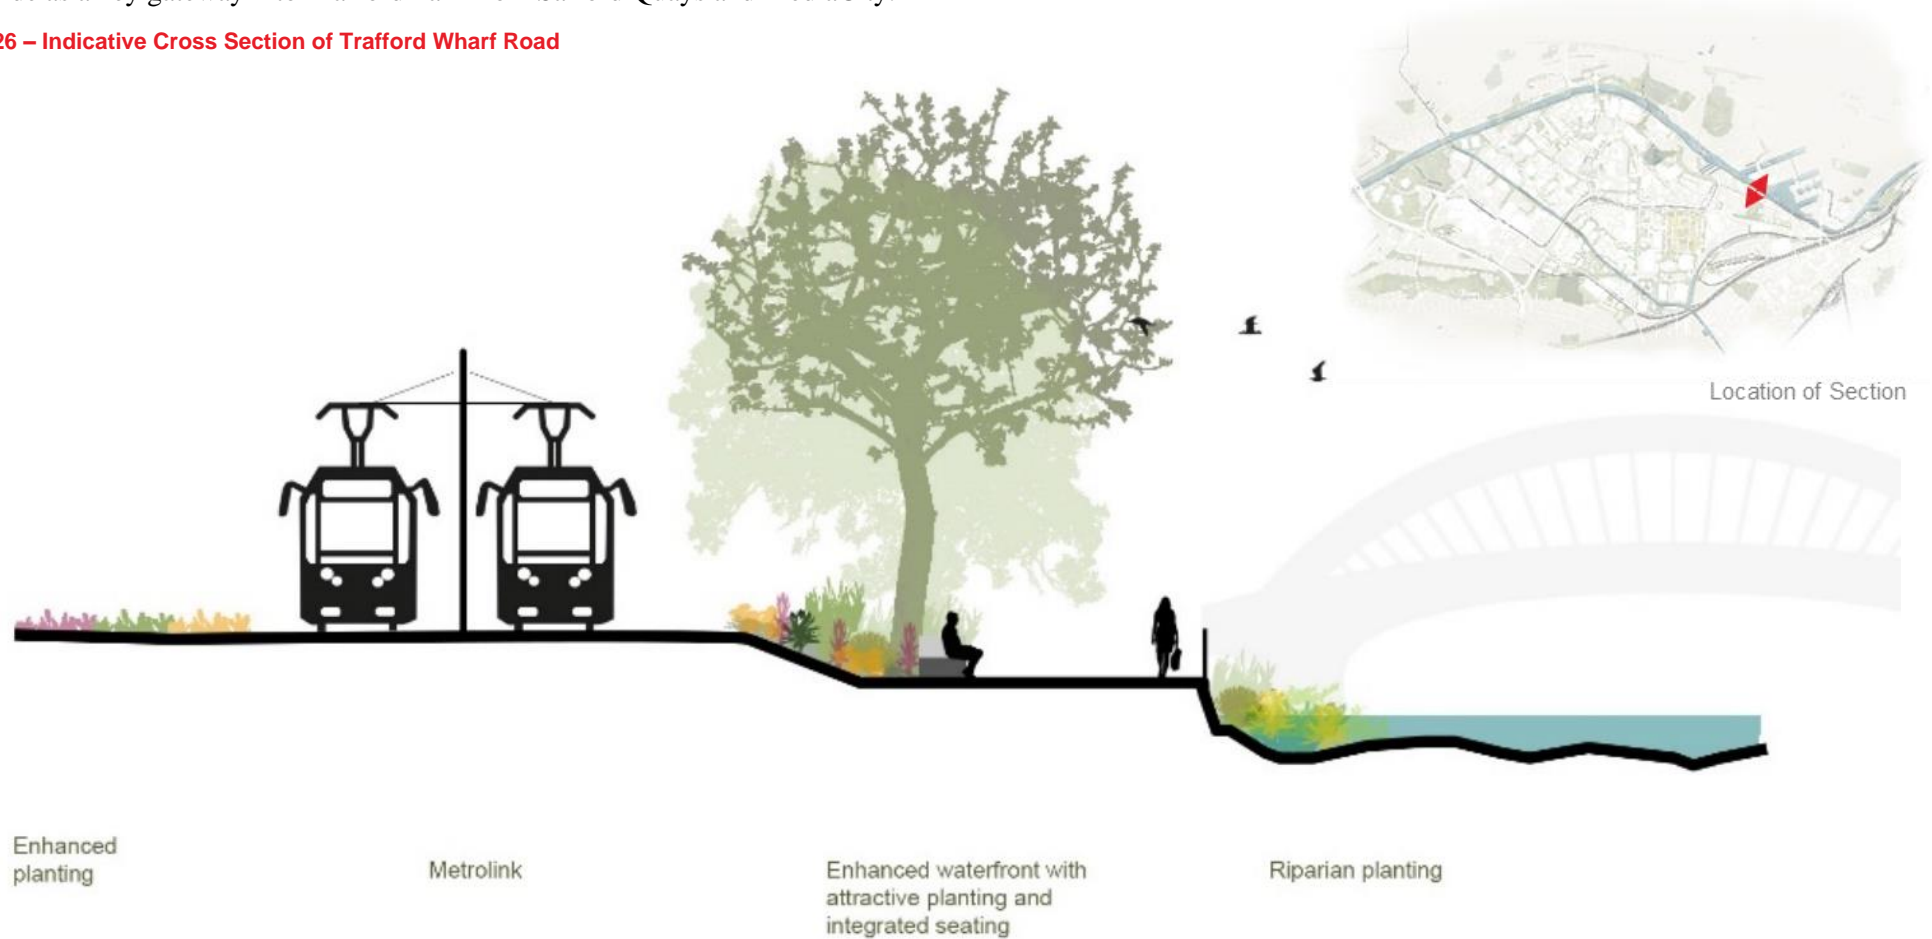 26 – Indicative Cross Section of Trafford Wharf Road
Location of Section
Enhanced
planting
Metrolink
Enhanced waterfront with
attractive planting and
integrated seating
Riparian planting